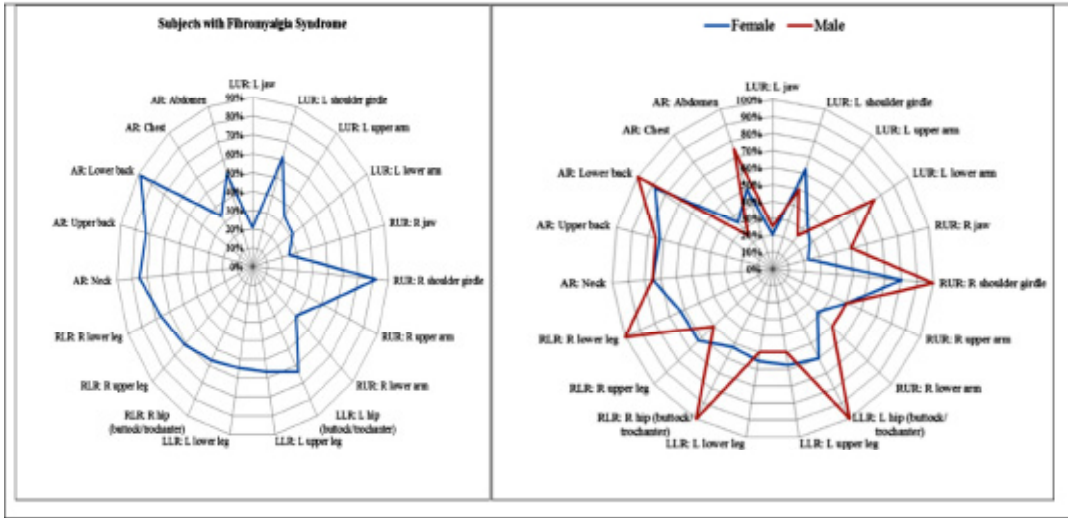 Subjects with Fibromyalgia Syndrome
LUR: L jaw
LUR: L shoulder girdle
LUR: L upper arm
LUR: L lower arm
RUR: R jaw
RUR: R shoulder girdle
RUR: R upper arm
RUR: R lower arm
LLR: L hip
(buttock/trochanter)
LLR: L upper leg
LLR: L lower leg
RLR: R hip
(buttock/trochanter)
RLR: R upper leg
RLR: R lower leg
AR: Neck
AR: Upper back
AR: Lower back
AR: Chest
AR: Abdomen
90%
80%
70%
60%
50%
40%
30%
20%
10%
0%
Female Male
LUR: L jaw
LUR: L shoulder girdle
LUR: L upper arm
LUR: L lower arm
RUR: R jaw
RUR: R shoulder girdle
RUR: R upper arm
RUR: R lower arm
LLR: L hip (buttock/
trochanter)
LLR: L upper leg
LLR: L lower leg
RLR: R hip (buttock/
trochanter)
RLR: R upper leg
RLR: R lower leg
AR: Neck
AR: Upper back
AR: Lower back
AR: Chest
AR: Abdomen
100%
90%
80%
70%
60%
50%
40%
30%
20%
10%
0%